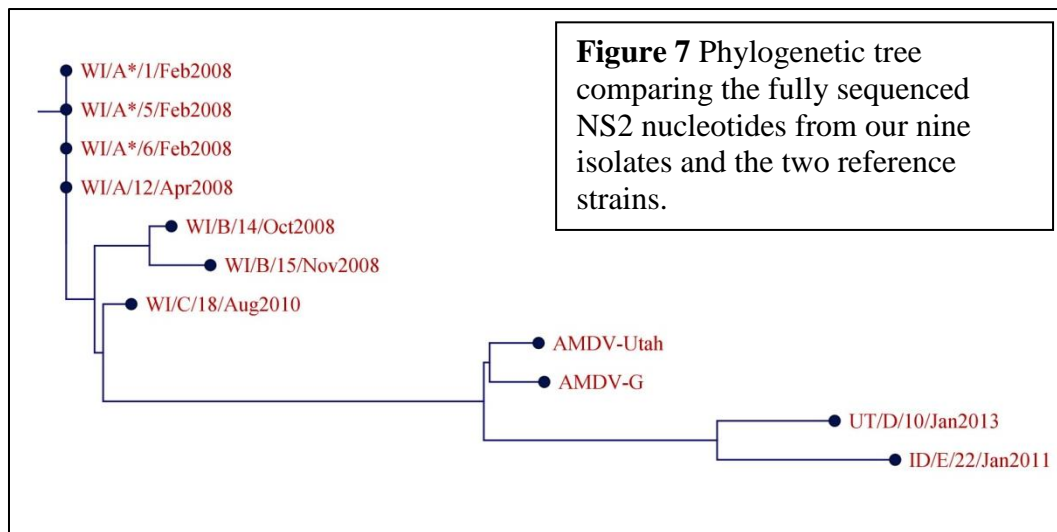 WI/A*/1/Feb2008
WI/A*/5/Feb2008
WI/A*/6/Feb2008
WI/A/12/Apr2008
WI/B/14/Oct2008
WI/B/15/Nov2008
WI/C/18/Aug2010
AMDV-Utah
AMDV-G
UT/D/10/Jan2013
ID/E/22/Jan2011
Figure 7 Phylogenetic tree
comparing the fully sequenced
NS2 nucleotides from our nine
isolates and the two reference
strains.